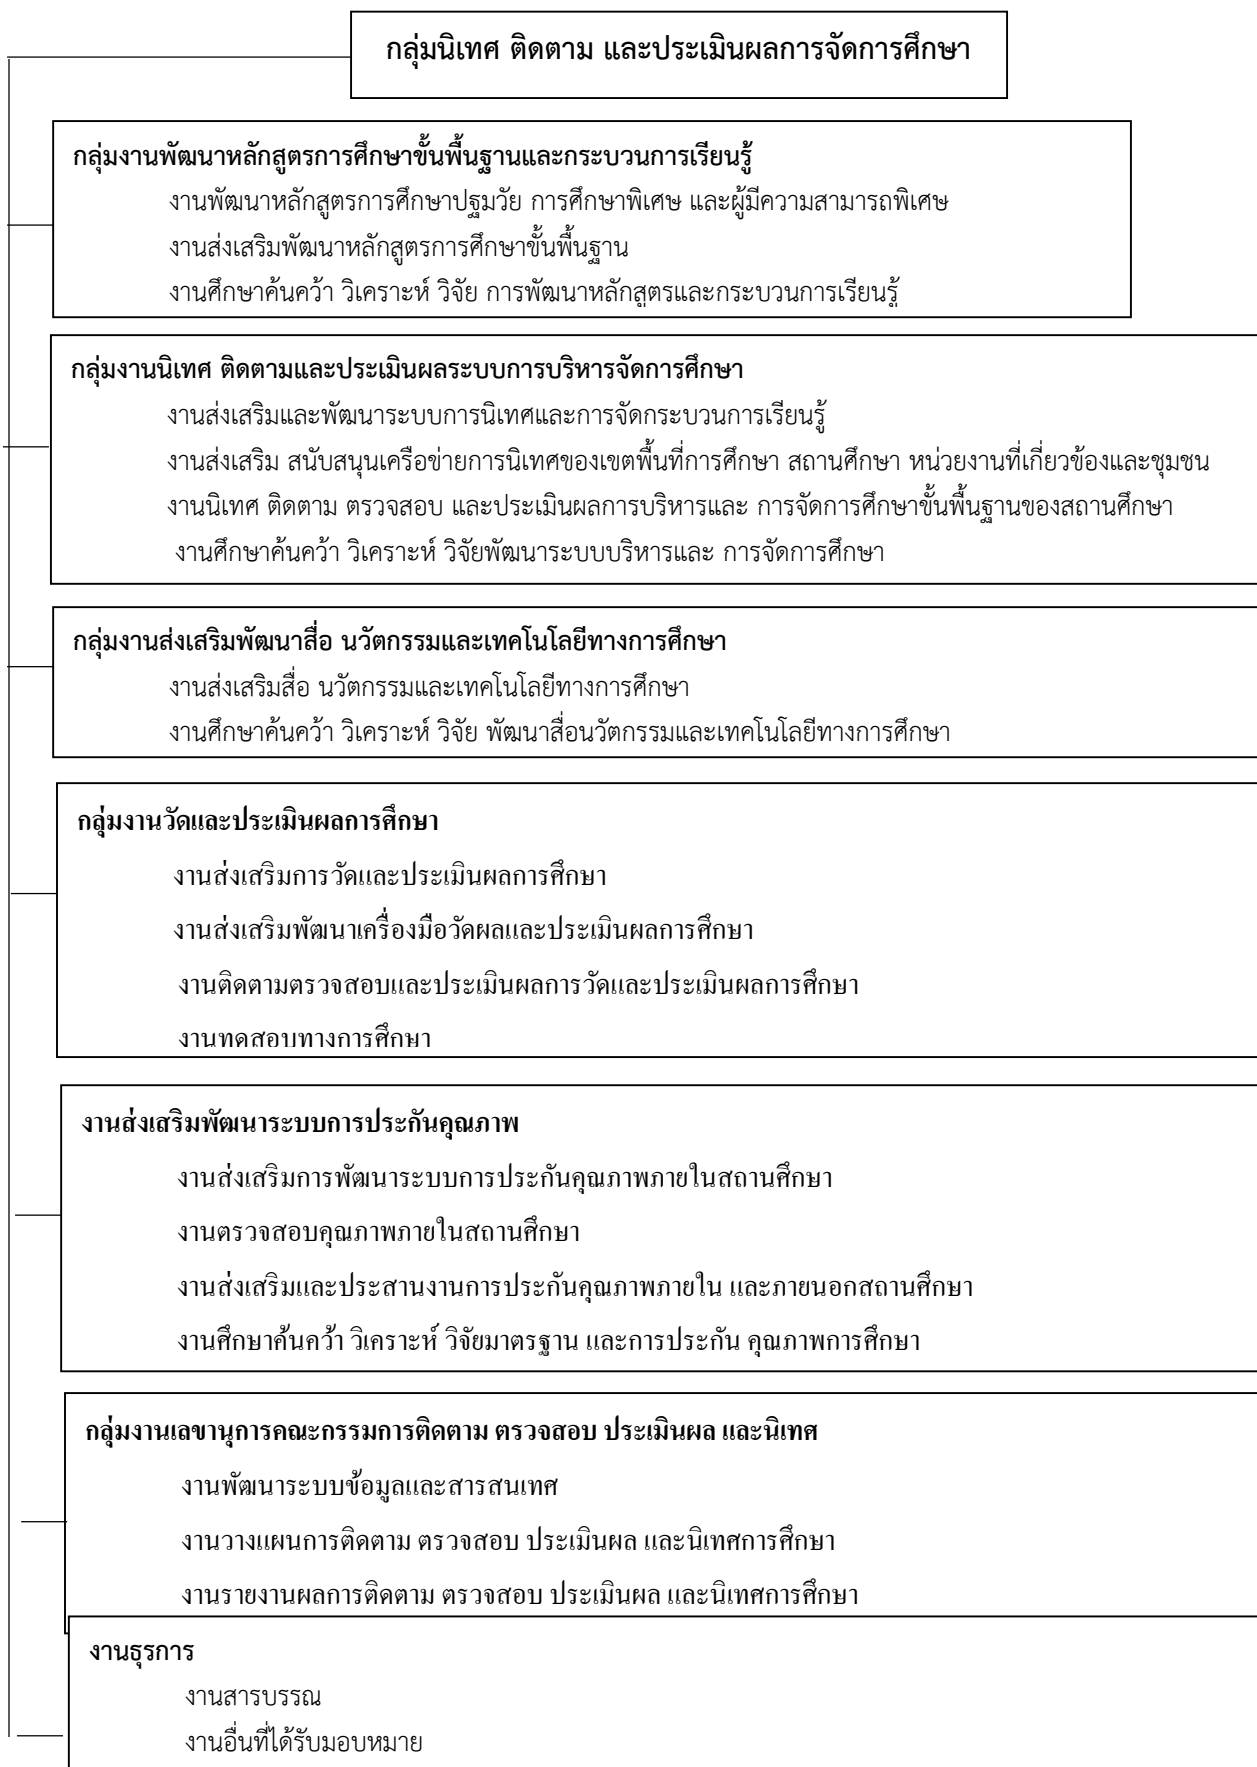 กลุ่มนิเทศ ติดตาม และประเมินผลการจัดการศึกษา
กลุ่มงานพัฒนาหลักสูตรการศึกษาขั้นพื้นฐานและกระบวนการเรียนรู้
งานพัฒนาหลักสูตรการศึกษาปฐมวัย การศึกษาพิเศษ และผู้มีความสามารถพิเศษ
งานส่งเสริมพัฒนาหลักสูตรการศึกษาขั้นพื้นฐาน
งานศึกษาค้นคว้า วิเคราะห์ วิจัย การพัฒนาหลักสูตรและกระบวนการเรียนรู้
กลุ่มงานนิเทศ ติดตามและประเมินผลระบบการบริหารจัดการศึกษา
งานส่งเสริมและพัฒนาระบบการนิเทศและการจัดกระบวนการเรียนรู้
งานส่งเสริม สนับสนุนเครือข่ายการนิเทศของเขตพื้นที่การศึกษา สถานศึกษา หน่วยงานที่เกี่ยวข้องและชุมชน
งานนิเทศ ติดตาม ตรวจสอบ และประเมินผลการบริหารและ การจัดการศึกษาขั้นพื้นฐานของสถานศึกษา
งานศึกษาค้นคว้า วิเคราะห์ วิจัยพัฒนาระบบบริหารและ การจัดการศึกษา
กลุ่มงานส่งเสริมพัฒนาสื่อ นวัตกรรมและเทคโนโลยีทางการศึกษา
งานส่งเสริมสื่อ นวัตกรรมและเทคโนโลยีทางการศึกษา
งานศึกษาค้นคว้า วิเคราะห์ วิจัย พัฒนาสื่อนวัตกรรมและเทคโนโลยีทางการศึกษา
กลุ่มงานวัดและประเมินผลการศึกษา
งานส่งเสริมการวัดและประเมินผลการศึกษา
งานส่งเสริมพัฒนาเครื่องมือวัดผลและประเมินผลการศึกษา
งานติดตามตรวจสอบและประเมินผลการวัดและประเมินผลการศึกษา
งานทดสอบทางการศึกษา
งานส่งเสริมพัฒนาระบบการประกันคุณภาพ
งานส่งเสริมการพัฒนาระบบการประกันคุณภาพภายในสถานศึกษา
งานตรวจสอบคุณภาพภายในสถานศึกษา
งานส่งเสริมและประสานงานการประกันคุณภาพภายใน และภายนอกสถานศึกษา
งานศึกษาค้นคว้า วิเคราะห์ วิจัยมาตรฐาน และการประกัน คุณภาพการศึกษา
กลุ่มงานเลขานุการคณะกรรมการติดตาม ตรวจสอบ ประเมินผล และนิเทศ
งานพัฒนาระบบข้อมูลและสารสนเทศ
งานวางแผนการติดตาม ตรวจสอบ ประเมินผล และนิเทศการศึกษา
งานรายงานผลการติดตาม ตรวจสอบ ประเมินผล และนิเทศการศึกษา
งานธุรการ
งานสารบรรณ
งานอื่นที่ได้รับมอบหมาย